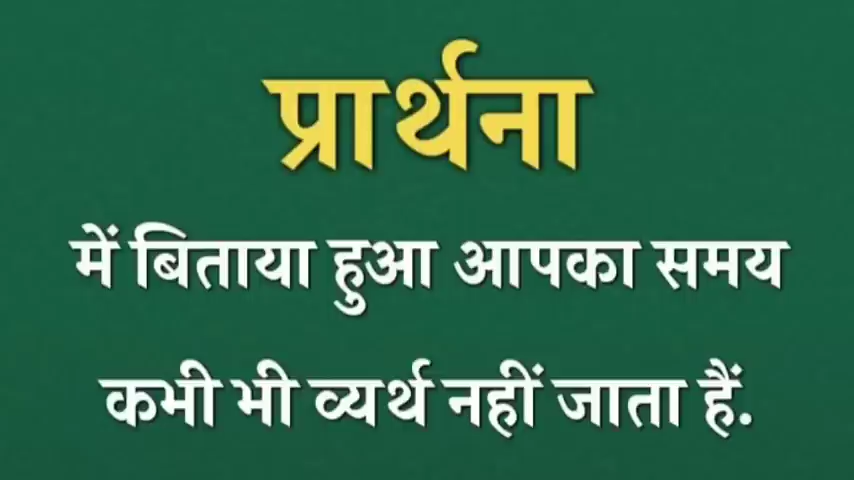 प्रार्थना
में बिताया हुआ आपका समय
कभी भी व्यर्थ नहीं जाता हैं.